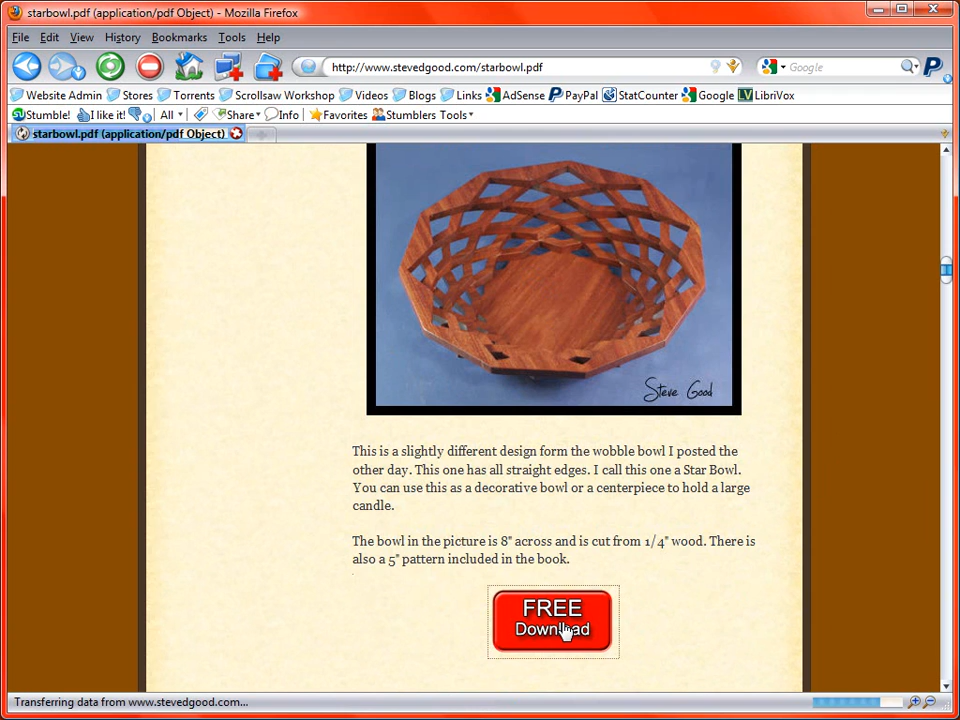 starbowl.pdf (application/pdf Object) - Mozilla Firefox
File Edit View History Bookmarks Tools Help
http://www.stevedgood.com/starbowl.pdf Google
Website Admin Stores Torrents Scrollsaw Workshop Videos Blogs Links AdSense PayPal StatCounter Google LibriVox
Stumble! I like it! All Share Info Favorites Stumblers Tools
starbowl.pdf (application/pdf Object)
Steve Good
This is a slightly different design form the wobble bowl I posted the
other day. This one has all straight edges. I call this one a Star Bowl.
You can use this as a decorative bowl or a centerpiece to hold a large
candle.
The bowl in the picture is 8" across and is cut from 1/4" wood. There is
also a 5" pattern included in the book.
FREE
Download
Transferring data from www.stevedgood.com...